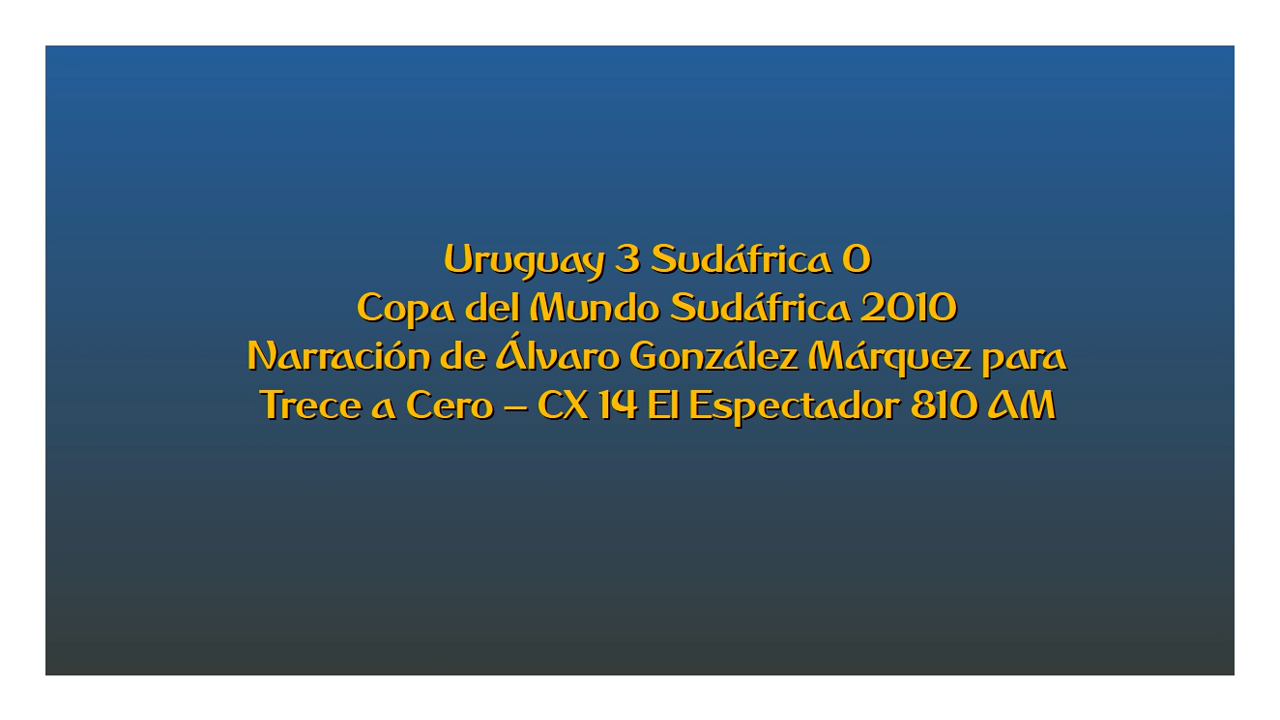 Uruguay 3 Sudáfrica 0
Copa del Mundo Sudáfrica 2010
Narración de Álvaro González Márquez para
Trece a Cero – CX 14 El Espectador 810 AM